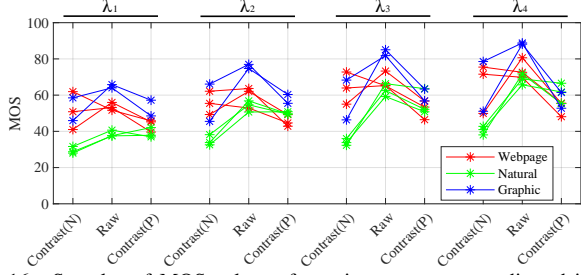 λ₁ λ₂ λ₃ λ₄
100
80
60
40
20
0
MOS
Webpage
Natural
Graphic
Contrast(N) Raw Contrast(P) Contrast(N) Raw Contrast(P) Contrast(N) Raw Contrast(P) Contrast(N) Raw Contrast(P)